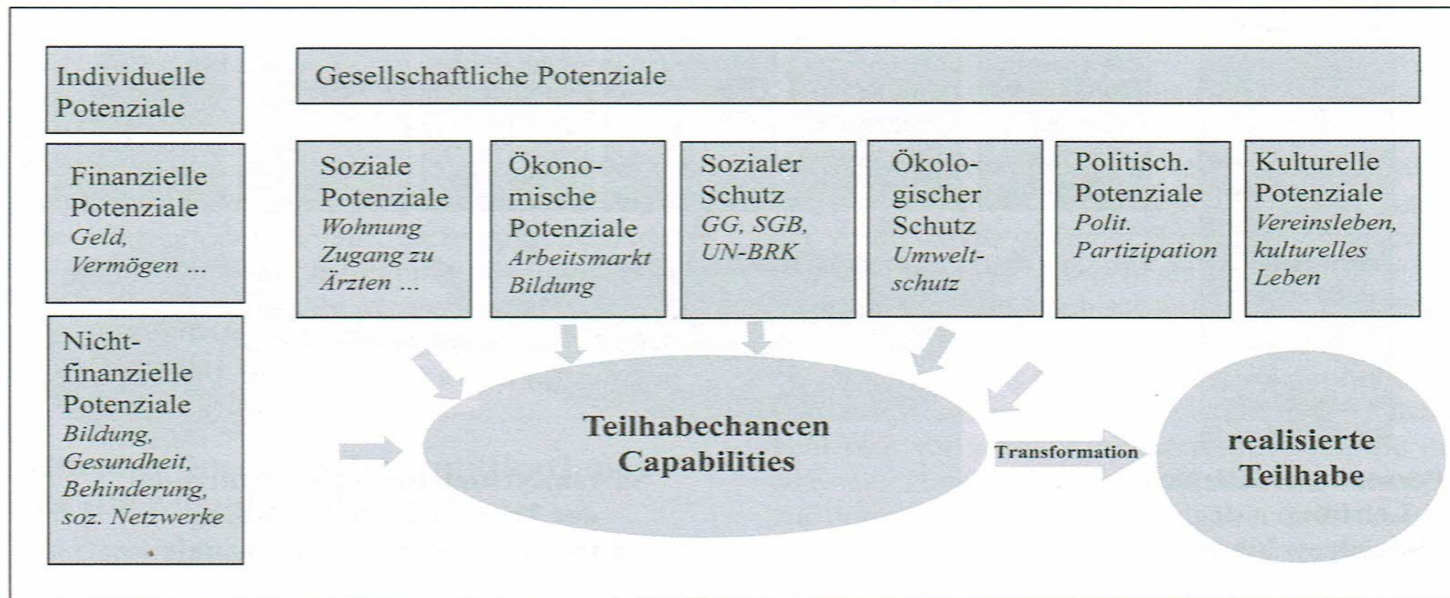 Individuelle
Potenziale
Gesellschaftliche Potenziale
Finanzielle
Potenziale
Geld,
Vermögen ...
Nicht-
finanzielle
Potenziale
Bildung,
Gesundheit,
Behinderung,
soz. Netzwerke
Soziale
Potenziale
Wohnung
Zugang zu
Ärzten ...
Ökono-
mische
Potenziale
Arbeitsmarkt
Bildung
Sozialer
Schutz
GG, SGB,
UN-BRK
Ökolo-
gischer
Schutz
Umwelt-
schutz
Politisch.
Potenziale
Polit.
Partizipation
Kulturelle
Potenziale
Vereinsleben,
kulturelles
Leben
Teilhabechancen
Capabilities
Transformation
realisierte
Teilhabe